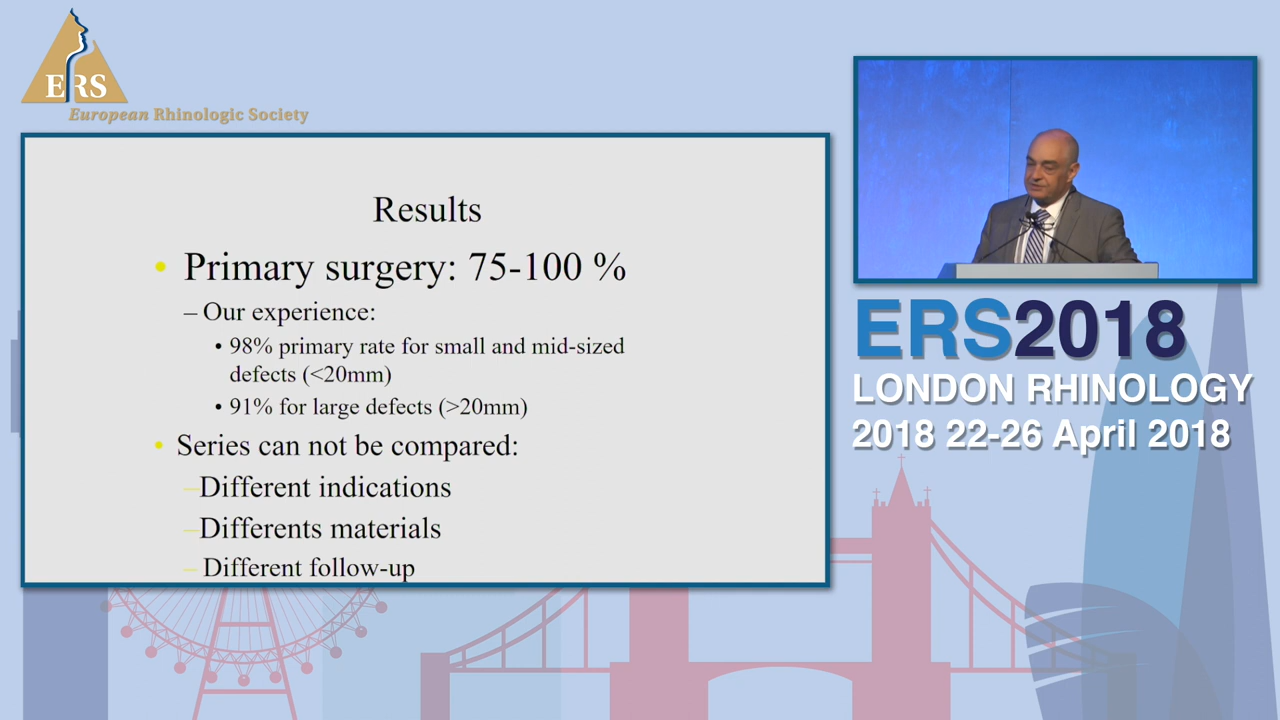 ERS
European Rhinologic Society
Results
• Primary surgery: 75-100 %
– Our experience:
• 98% primary rate for small and mid-sized
defects (<20mm)
• 91% for large defects (>20mm)
• Series can not be compared:
–Different indications
–Differents materials
– Different follow-up
ERS2018
LONDON RHINOLOGY
2018 22-26 April 2018